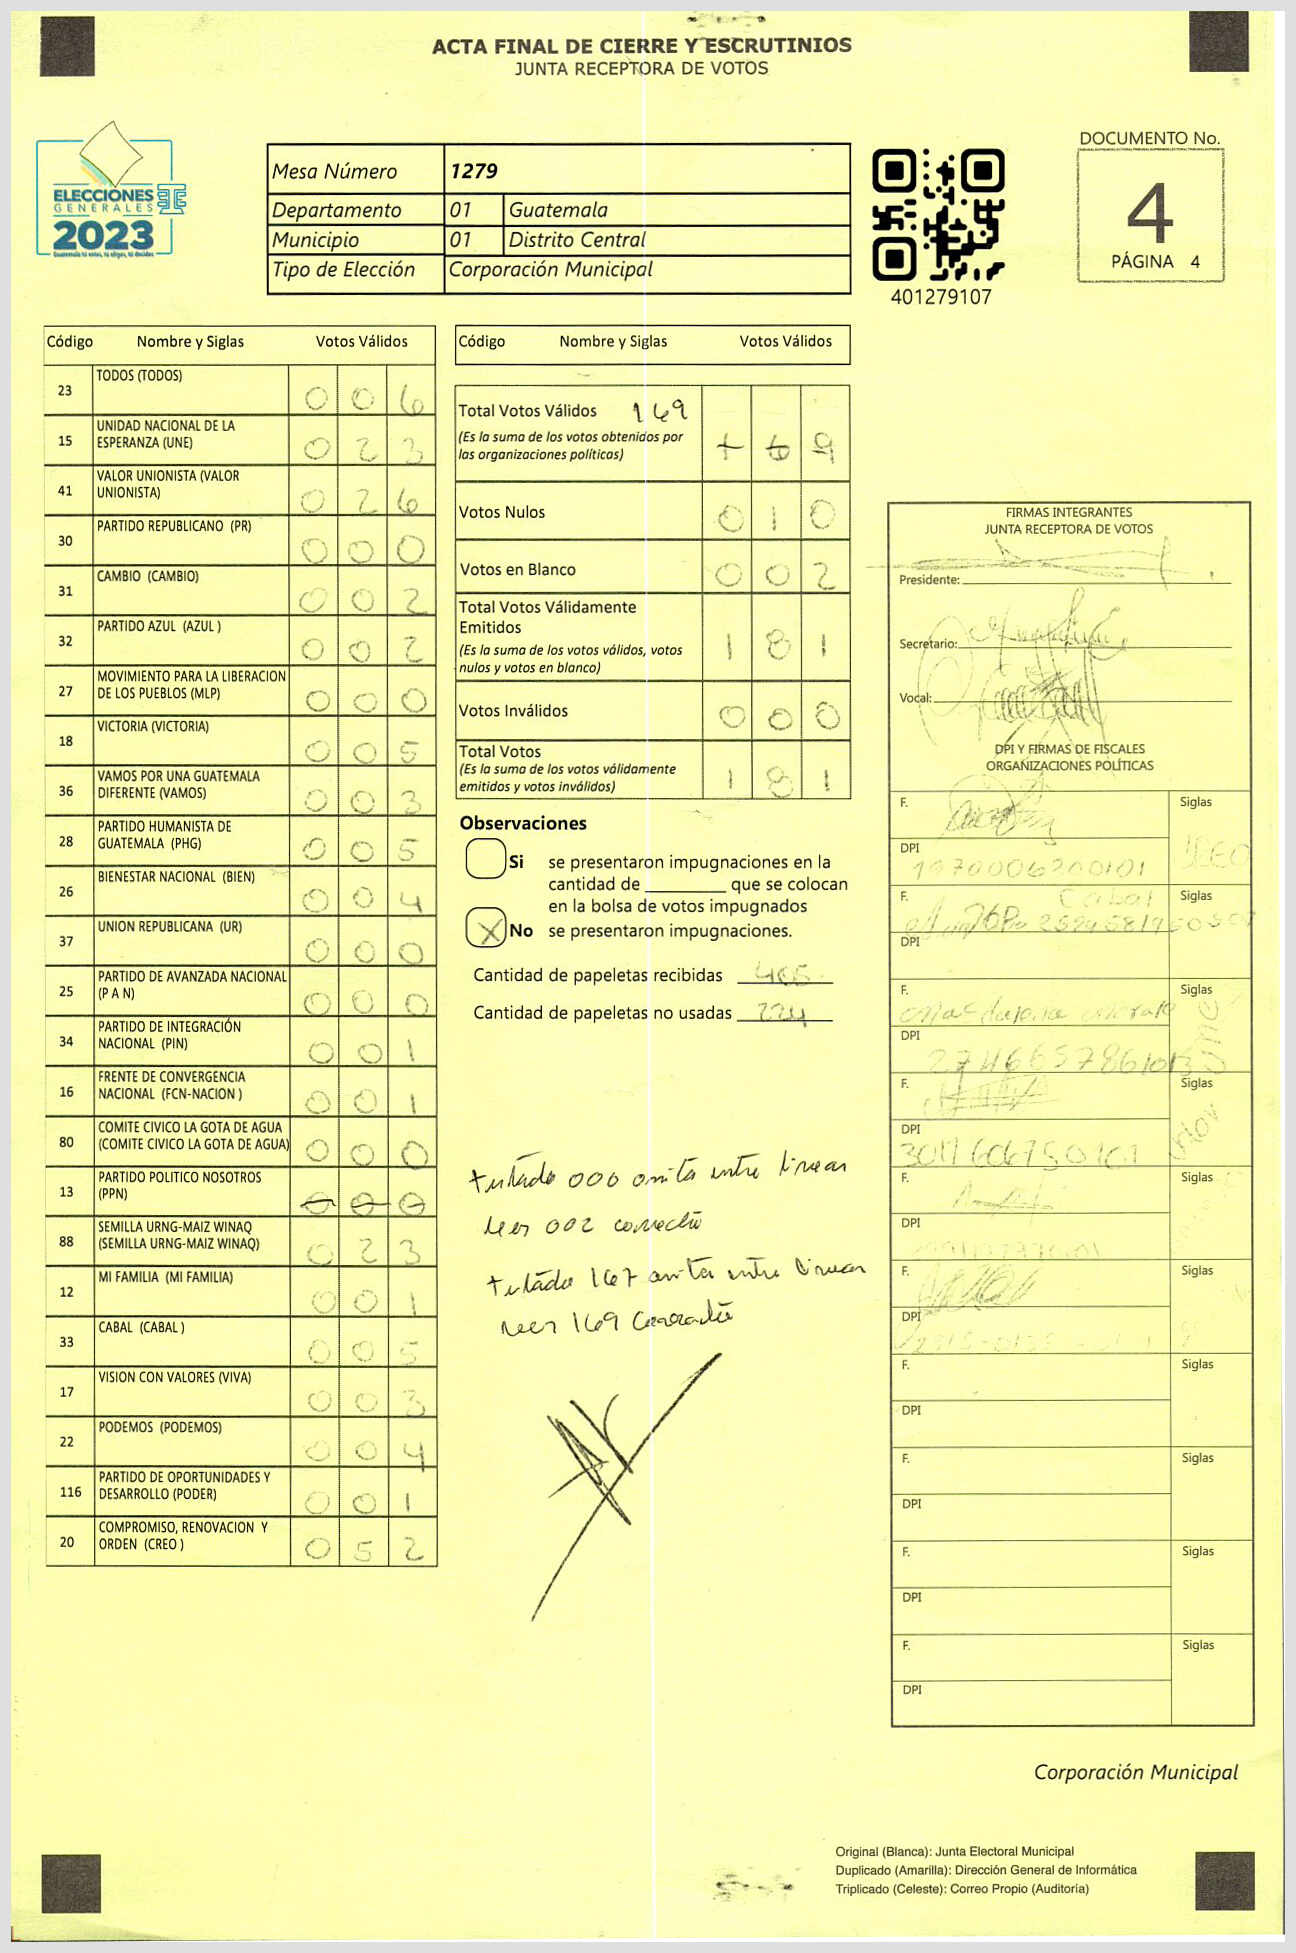 ACTA FINAL DE CIERRE Y ESCRUTINIOS
JUNTA RECEPTORA DE VOTOS
ELECCIONES
GENERALES
2023
Guatemala tú votas, tú eliges, tú decides
Mesa Número 1279
Departamento 01 Guatemala
Municipio 01 Distrito Central
Tipo de Elección Corporación Municipal
401279107
DOCUMENTO No.
4
PÁGINA 4
Código Nombre y Siglas Votos Válidos
23 TODOS (TODOS) 0 0 6
15 UNIDAD NACIONAL DE LA ESPERANZA (UNE) 0 2 3
41 VALOR UNIONISTA (VALOR UNIONISTA) 0 2 6
30 PARTIDO REPUBLICANO (PR) 0 0 0
31 CAMBIO (CAMBIO) 0 0 2
32 PARTIDO AZUL (AZUL ) 0 0 2
27 MOVIMIENTO PARA LA LIBERACION DE LOS PUEBLOS (MLP) 0 0 0
18 VICTORIA (VICTORIA) 0 0 5
36 VAMOS POR UNA GUATEMALA DIFERENTE (VAMOS) 0 0 3
28 PARTIDO HUMANISTA DE GUATEMALA (PHG) 0 0 5
26 BIENESTAR NACIONAL (BIEN) 0 0 4
37 UNION REPUBLICANA (UR) 0 0 0
25 PARTIDO DE AVANZADA NACIONAL (P A N) 0 0 0
34 PARTIDO DE INTEGRACIÓN NACIONAL (PIN) 0 0 1
16 FRENTE DE CONVERGENCIA NACIONAL (FCN-NACION ) 0 0 1
80 COMITE CIVICO LA GOTA DE AGUA (COMITE CIVICO LA GOTA DE AGUA) 0 0 0
13 PARTIDO POLITICO NOSOTROS (PPN) 0 0 0
88 SEMILLA URNG-MAIZ WINAQ (SEMILLA URNG-MAIZ WINAQ) 0 2 3
12 MI FAMILIA (MI FAMILIA) 0 0 1
33 CABAL (CABAL ) 0 0 5
17 VISION CON VALORES (VIVA) 0 0 3
22 PODEMOS (PODEMOS) 0 0 4
116 PARTIDO DE OPORTUNIDADES Y DESARROLLO (PODER) 0 0 1
20 COMPROMISO, RENOVACION Y ORDEN (CREO ) 0 5 2
Código Nombre y Siglas Votos Válidos
Total Votos Válidos 169
(Es la suma de los votos obtenidos por
las organizaciones políticas)
Votos Nulos 0 1 0
Votos en Blanco 0 0 2
Total Votos Válidamente
Emitidos 1 8 1
(Es la suma de los votos válidos, votos
nulos y votos en blanco)
Votos Inválidos 0 0 0
Total Votos 1 8 1
(Es la suma de los votos válidamente
emitidos y votos inválidos)
Observaciones
Si se presentaron impugnaciones en la
cantidad de ________ que se colocan
en la bolsa de votos impugnados
X No se presentaron impugnaciones.
Cantidad de papeletas recibidas 405
Cantidad de papeletas no usadas 224
testado 000 omita entre lineas
leer 002 correcto
testado 167 omita entre lineas
leer 169 correcto
FIRMAS INTEGRANTES
JUNTA RECEPTORA DE VOTOS
Presidente:
Secretario:
Vocal:
DPI Y FIRMAS DE FISCALES
ORGANIZACIONES POLÍTICAS
F. Siglas
DPI
F. Cabal Siglas
DPI
F. Siglas
DPI
F. Siglas
DPI
F. Siglas
DPI
F. Siglas
DPI
F. Siglas
DPI
F. Siglas
DPI
F. Siglas
DPI
F. Siglas
DPI
Corporación Municipal
Original (Blanca): Junta Electoral Municipal
Duplicado (Amarilla): Dirección General de Informática
Triplicado (Celeste): Correo Propio (Auditoría)